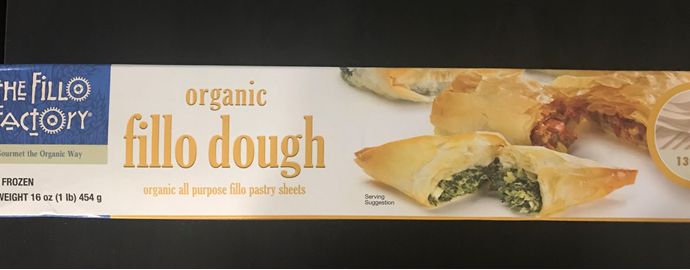 THE FILLO
FACTORY®
Gourmet the Organic Way
FROZEN
WEIGHT 16 oz (1 lb) 454 g
organic
fillo dough
organic all purpose fillo pastry sheets
Serving
Suggestion
13